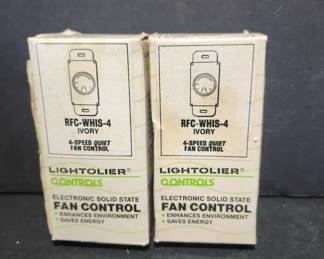 RFC-WHIS-4
IVORY
4-SPEED QUIET
FAN CONTROL
LIGHTOLIER®
CONTROLS
ELECTRONIC SOLID STATE
FAN CONTROL
• ENHANCES ENVIRONMENT
• SAVES ENERGY
RFC-WHIS-4
IVORY
4-SPEED QUIET
FAN CONTROL
LIGHTOLIER®
CONTROLS
ELECTRONIC SOLID STATE
FAN CONTROL
• ENHANCES ENVIRONMENT
• SAVES ENERGY